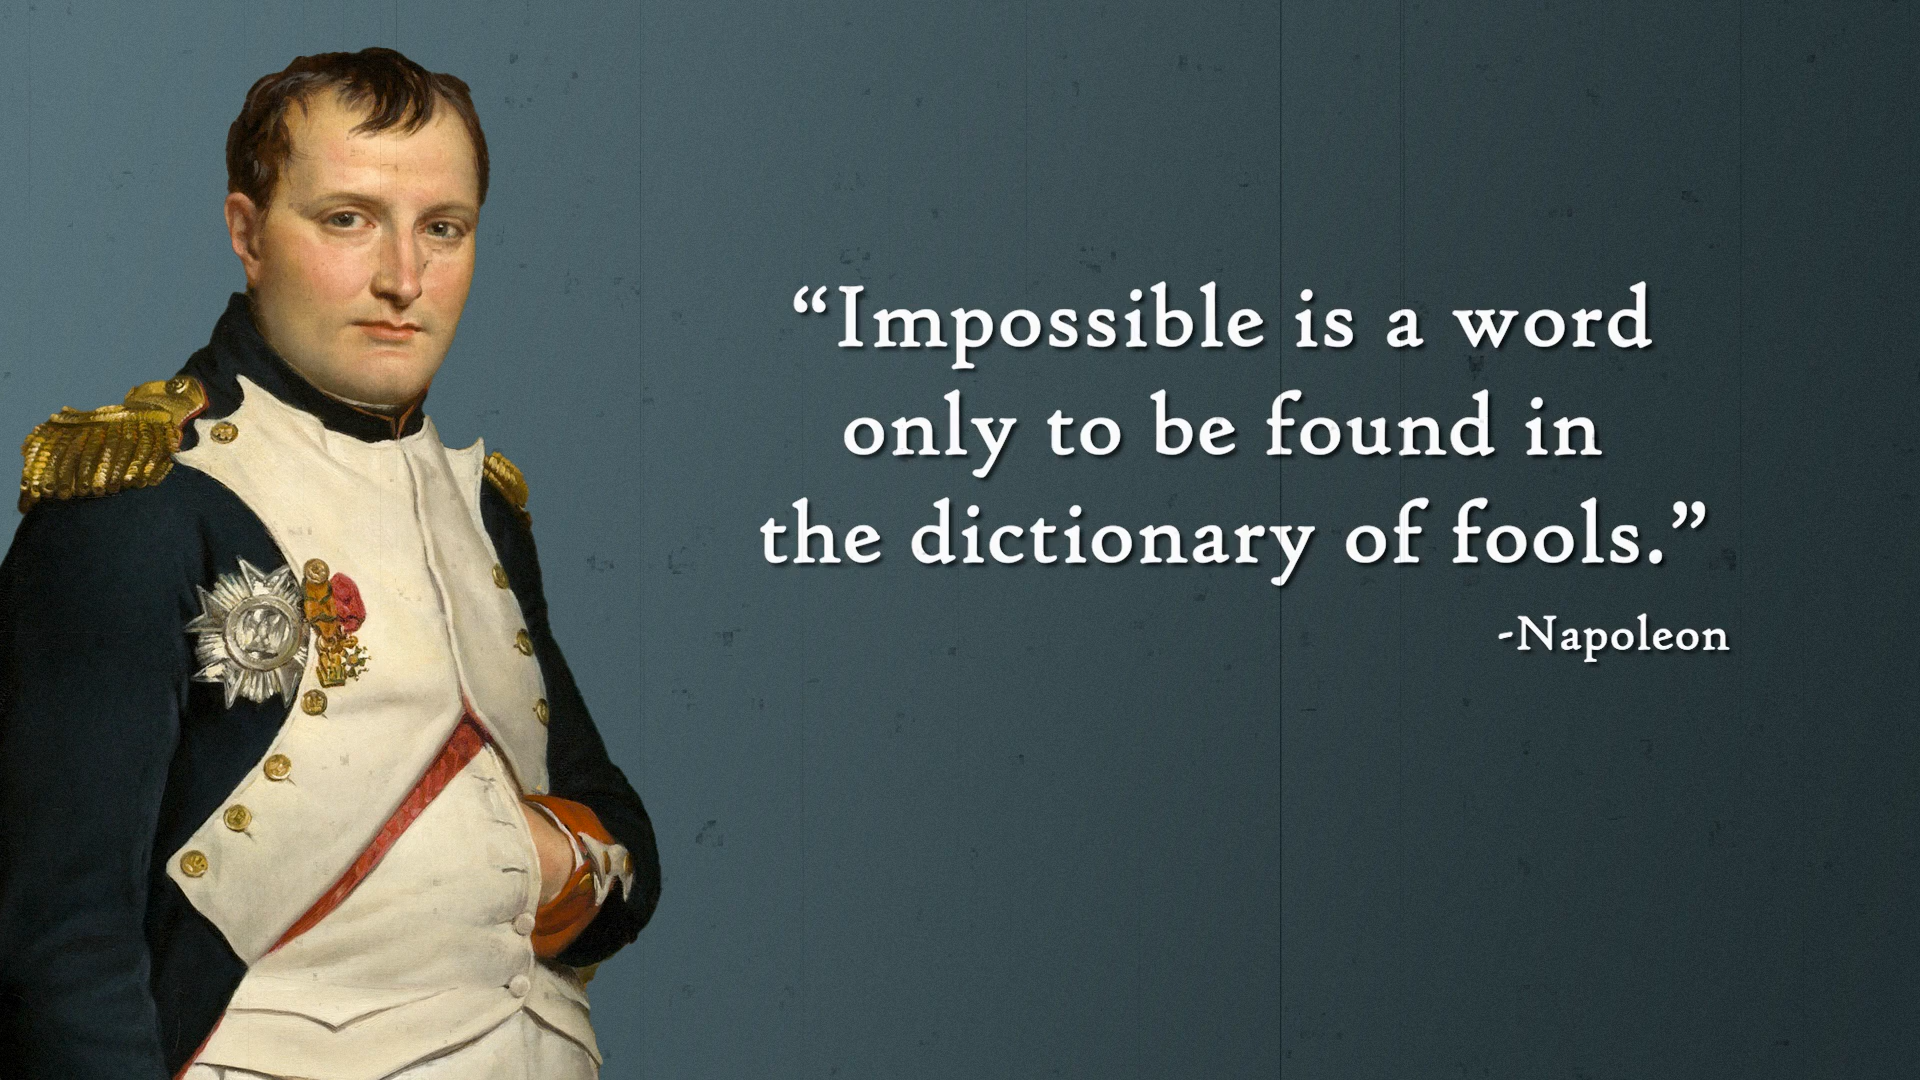 “Impossible is a word
only to be found in
the dictionary of fools.”
-Napoleon